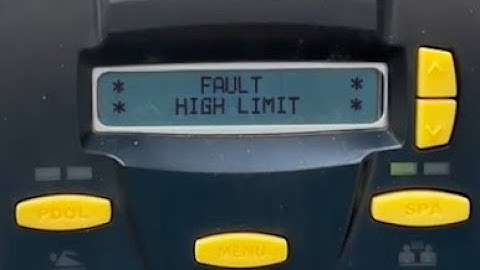 * FAULT *
* HIGH LIMIT *
POOL
SPA
MENU